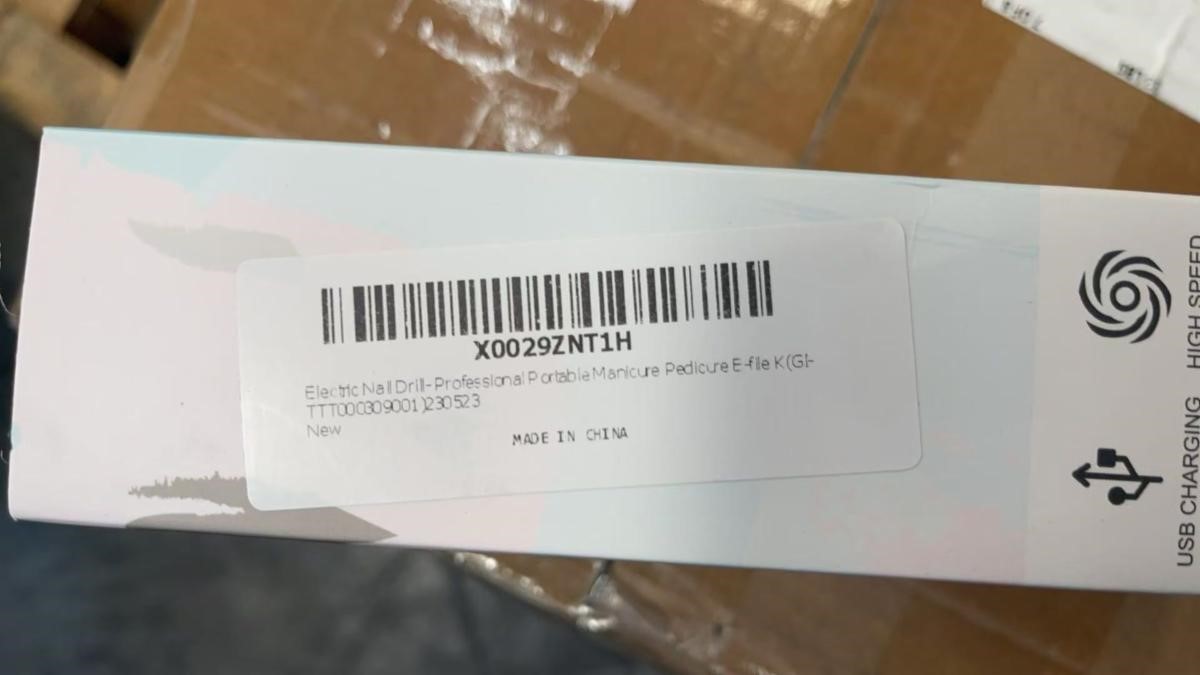 X0029ZNT1H
Electric Nail Drill-Professional Portable Manicure Pedicure E-file K(GI-
TTT000309001)230523
New
MADE IN CHINA
HIGH SPEED
USB CHARGING